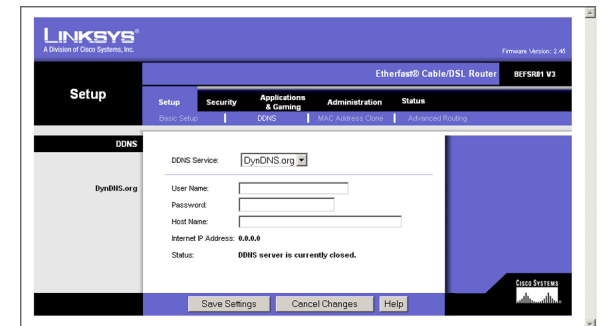 LINKSYS®
A Division of Cisco Systems, Inc.
Firmware Version: 2.45
Etherfast® Cable/DSL Router BEFSR81 V3
Setup
Setup Security Applications & Gaming Administration Status
Basic Setup DDNS MAC Address Clone Advanced Routing
DDNS
DDNS Service: DynDNS.org
DynDNS.org
User Name:
Password:
Host Name:
Internet IP Address: 0.0.0.0
Status: DDNS server is currently closed.
CISCO SYSTEMS
Save Settings Cancel Changes Help